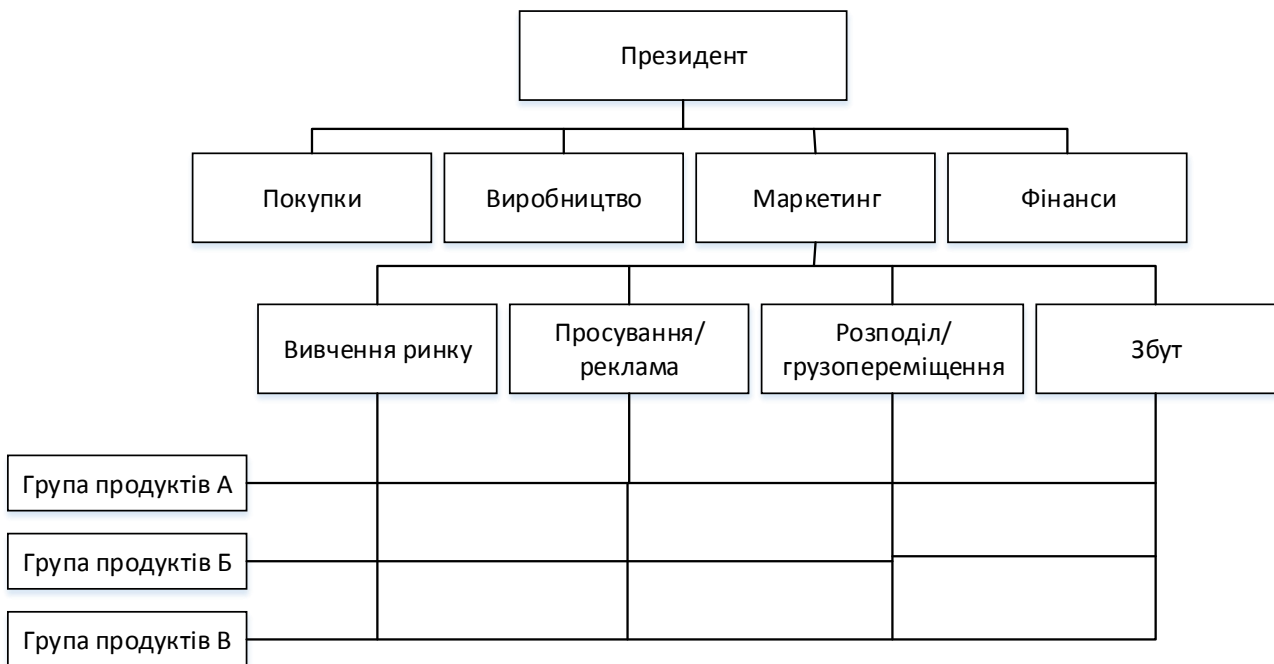 Президент
Покупки
Виробництво
Маркетинг
Фінанси
Вивчення ринку
Просування/
реклама
Розподіл/
грузопереміщення
Збут
Група продуктів А
Група продуктів Б
Група продуктів В